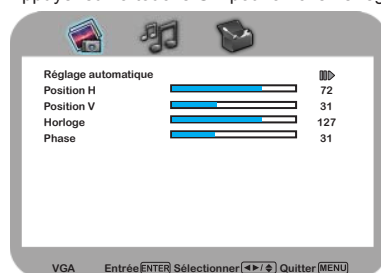 Réglage automatique
Position H 72
Position V 31
Horloge 127
Phase 31
VGA Entrée ENTER Sélectionner / Quitter MENU